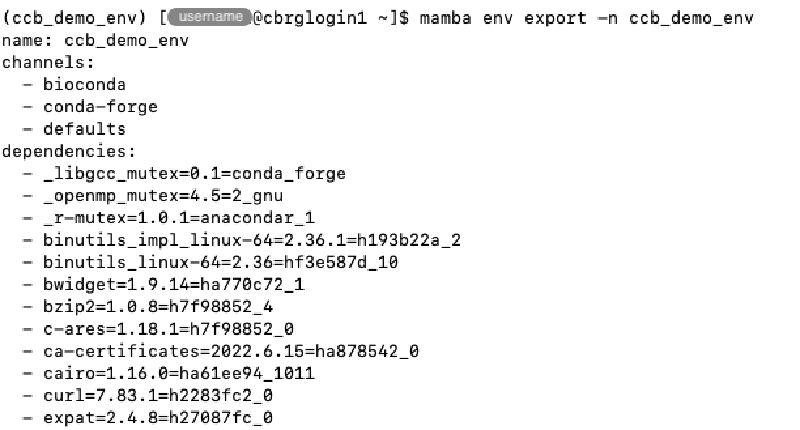 (ccb_demo_env) [username@cbrglogin1 ~]$ mamba env export -n ccb_demo_env
name: ccb_demo_env
channels:
  - bioconda
  - conda-forge
  - defaults
dependencies:
  - _libgcc_mutex=0.1=conda_forge
  - _openmp_mutex=4.5=2_gnu
  - _r-mutex=1.0.1=anacondar_1
  - binutils_impl_linux-64=2.36.1=h193b22a_2
  - binutils_linux-64=2.36=hf3e587d_10
  - bwidget=1.9.14=ha770c72_1
  - bzip2=1.0.8=h7f98852_4
  - c-ares=1.18.1=h7f98852_0
  - ca-certificates=2022.6.15=ha878542_0
  - cairo=1.16.0=ha61ee94_1011
  - curl=7.83.1=h2283fc2_0
  - expat=2.4.8=h27087fc_0